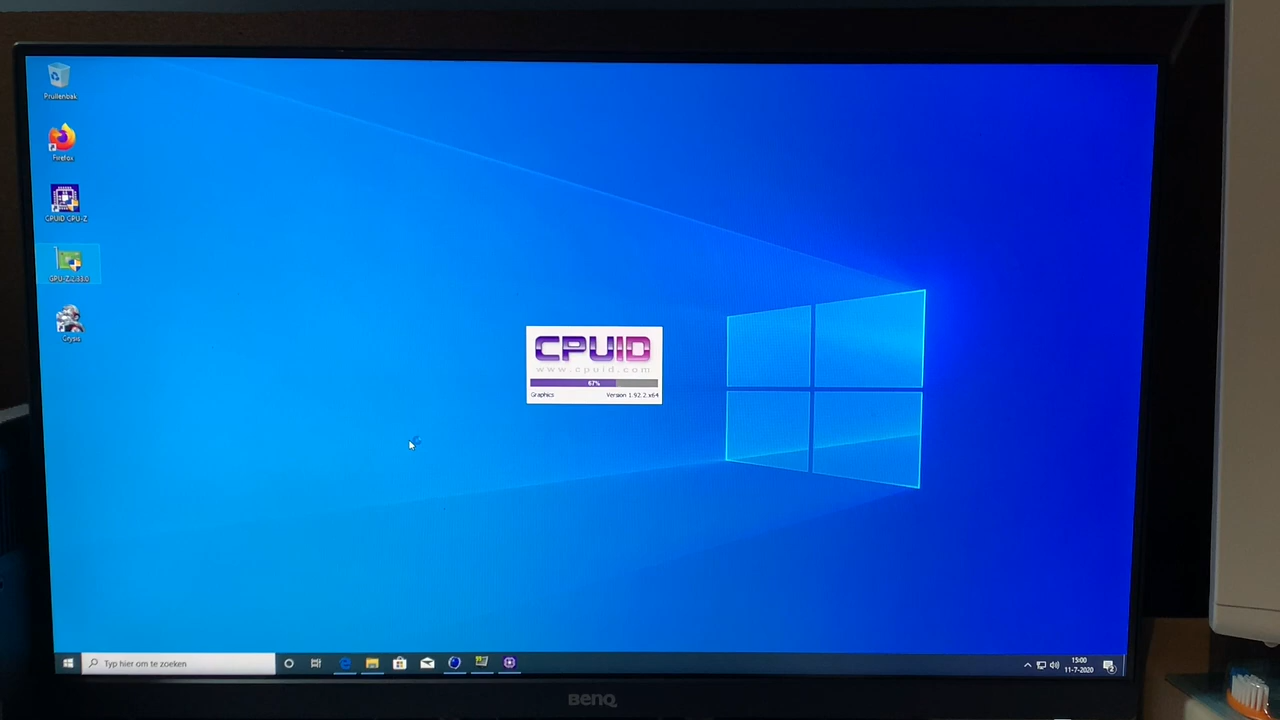 Prullenbak
Firefox
CPUID CPU-Z
GPU-Z.2.33.0
Crysis
CPUID
www.cpuid.com
67%
Graphics
Version 1.92.2.x64
Typ hier om te zoeken
15:00
11-7-2020
2
BenQ